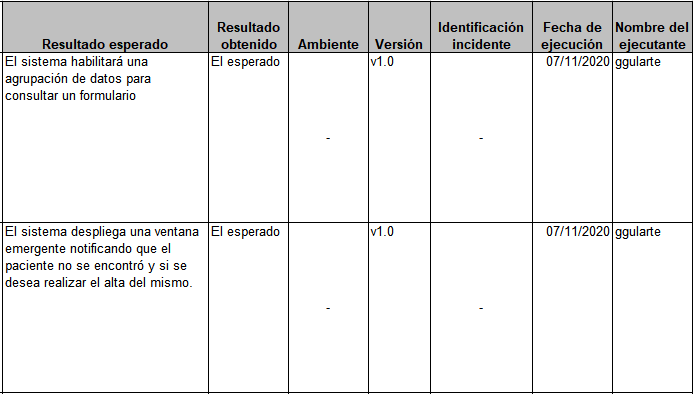 Resultado esperado
Resultado
obtenido
Ambiente
Versión
Identificación
incidente
Fecha de
ejecución
Nombre del
ejecutante
El sistema habilitará una
agrupación de datos para
consultar un formulario
El esperado
-
v1.0
-
07/11/2020
ggularte
El sistema despliega una ventana
emergente notificando que el
paciente no se encontró y si se
desea realizar el alta del mismo.
El esperado
-
v1.0
-
07/11/2020
ggularte